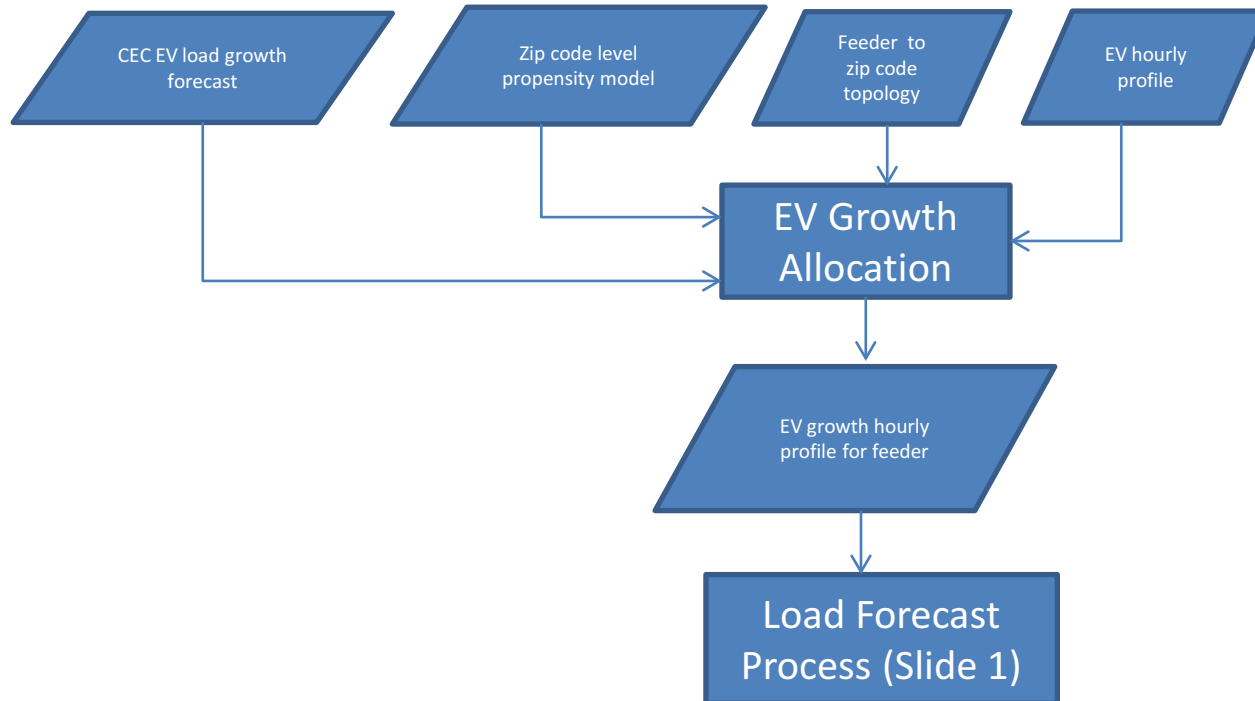 CEC EV load growth
forecast
Zip code level
propensity model
Feeder to
zip code
topology
EV hourly
profile
EV Growth
Allocation
EV growth hourly
profile for feeder
Load Forecast
Process (Slide 1)